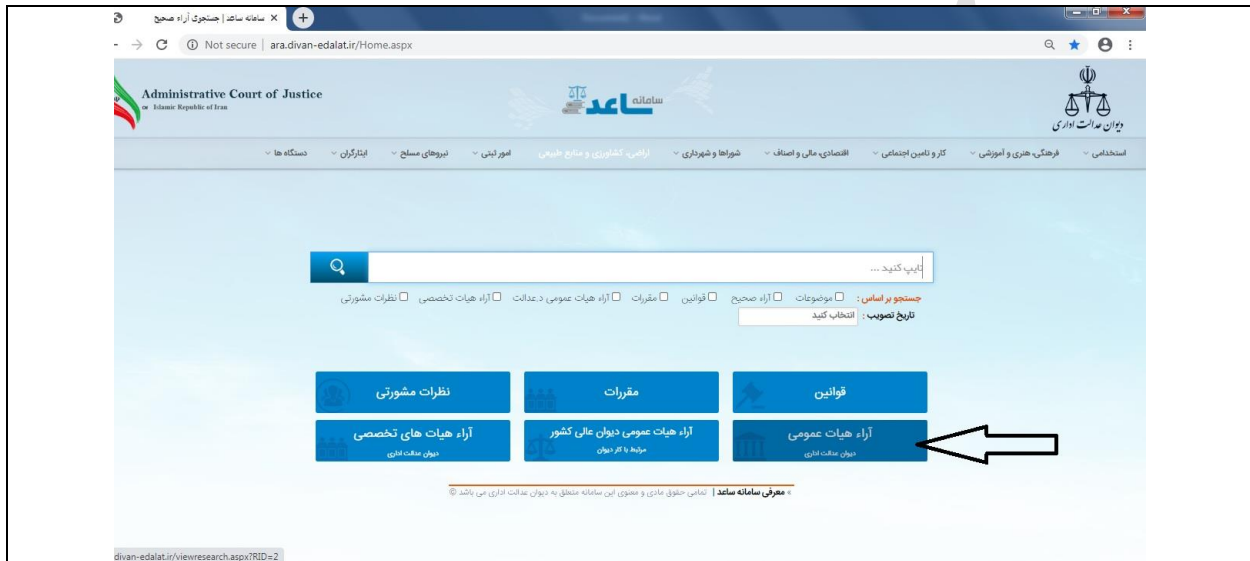 سامانه ساعد | جستجوی آراء صحیح
Not secure | ara.divan-edalat.ir/Home.aspx
Administrative Court of Justice
Islamic Republic of Iran
سامانه ساعد
دیوان عدالت اداری
استخدامی فرهنگی، هنری و آموزشی کار و تامین اجتماعی اقتصادی، مالی و اصناف شوراها و شهرداری اراضی، کشاورزی و منابع طبیعی امور ثبتی نیروهای مسلح ایثارگران دستگاه ها
تایپ کنید ...
جستجو بر اساس : موضوعات آراء صحیح قوانین مقررات آراء هیات عمومی د.عدالت آراء هیات تخصصی نظرات مشورتی
تاریخ تصویب : انتخاب کنید
قوانین مقررات نظرات مشورتی
آراء هیات عمومی آراء هیات عمومی دیوان عالی کشور آراء هیات های تخصصی
دیوان عدالت اداری مرتبط با کار دیوان دیوان عدالت اداری
» معرفی سامانه ساعد | تمامی حقوق مادی و معنوی این سامانه متعلق به دیوان عدالت اداری می باشد ©
divan-edalat.ir/viewresearch.aspx?RID=2